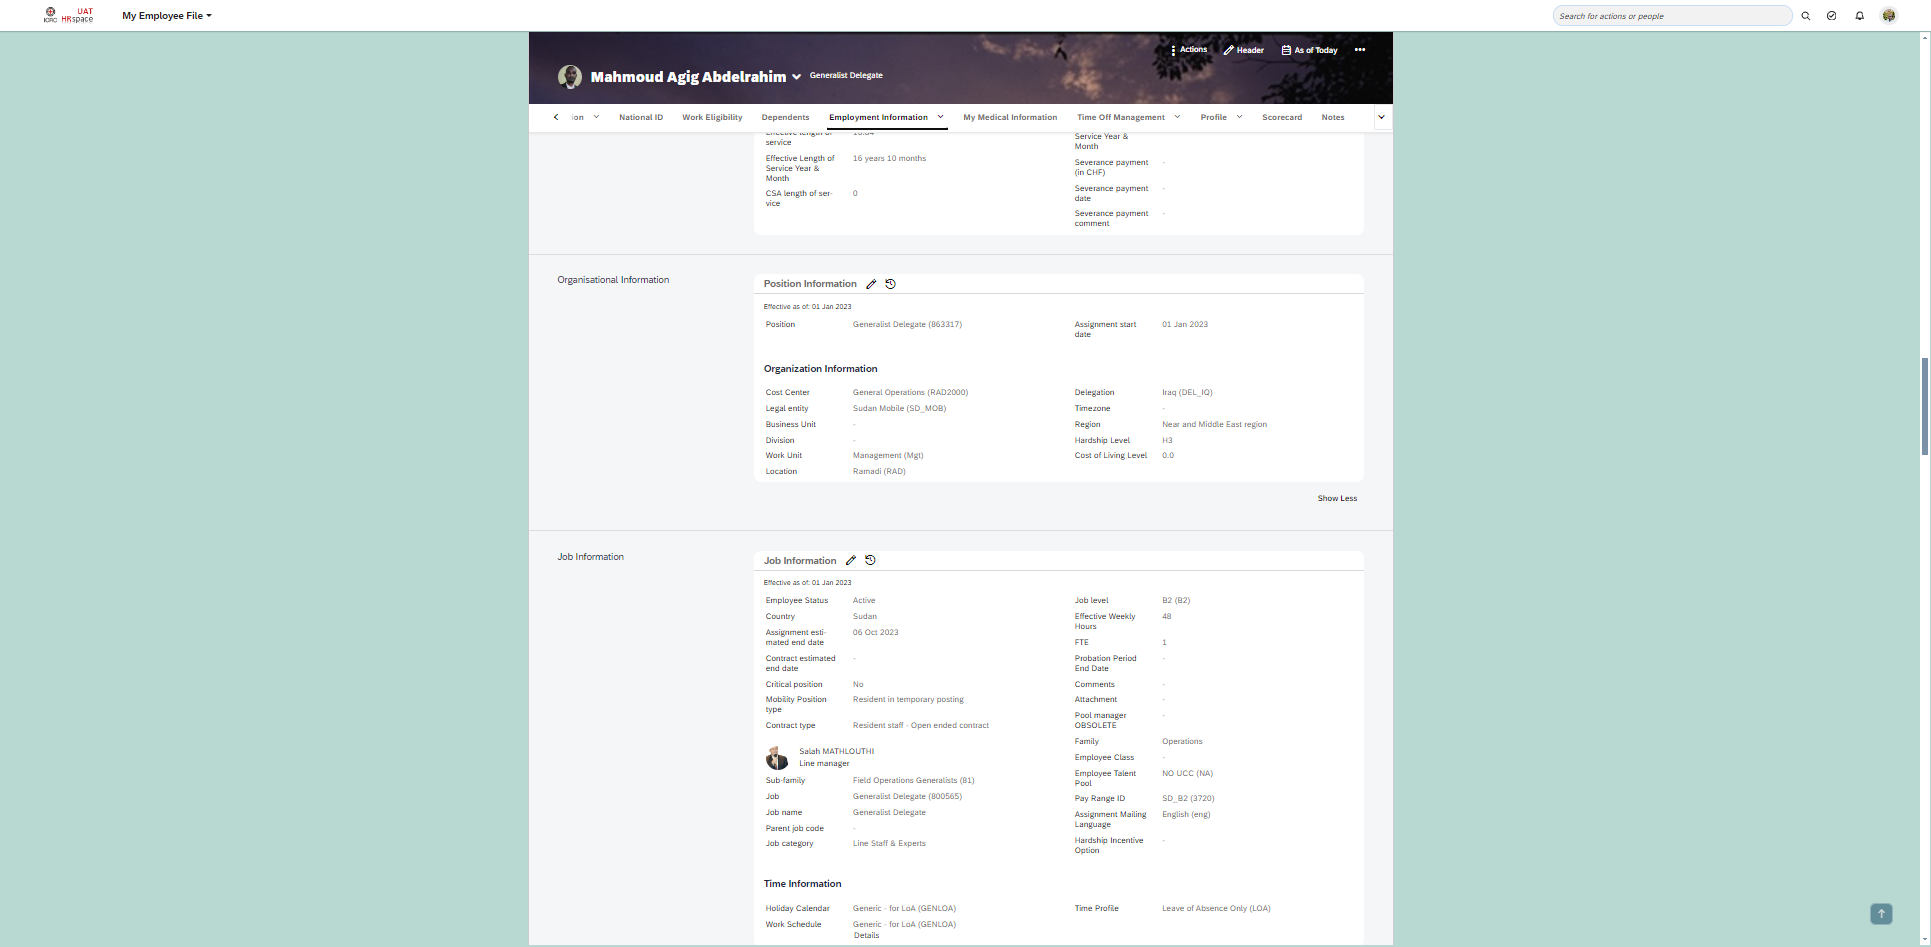 ICRC
UAT
HRspace
My Employee File
Search for actions or people
Actions
Header
As of Today
Mahmoud Agig Abdelrahim
Generalist Delegate
ion
National ID
Work Eligibility
Dependents
Employment Information
My Medical Information
Time Off Management
Profile
Scorecard
Notes
Effective length of
service
Effective Length of
Service Year &
Month
16 years 10 months
CSA length of ser-
vice
0
Service Year &
Month
Severance payment
(in CHF)
-
Severance payment
date
-
Severance payment
comment
-
Organisational Information
Position Information
Effective as of: 01 Jan 2023
Position
Generalist Delegate (863317)
Assignment start
date
01 Jan 2023
Organization Information
Cost Center
General Operations (RAD2000)
Legal entity
Sudan Mobile (SD_MOB)
Business Unit
-
Division
-
Work Unit
Management (Mgt)
Location
Ramadi (RAD)
Delegation
Iraq (DEL_IQ)
Timezone
-
Region
Near and Middle East region
Hardship Level
H3
Cost of Living Level
0.0
Show Less
Job Information
Job Information
Effective as of: 01 Jan 2023
Employee Status
Active
Country
Sudan
Assignment esti-
mated end date
06 Oct 2023
Contract estimated
end date
-
Critical position
No
Mobility Position
type
Resident in temporary posting
Contract type
Resident staff - Open ended contract
Salah MATHLOUTHI
Line manager
Sub-family
Field Operations Generalists (81)
Job
Generalist Delegate (800565)
Job name
Generalist Delegate
Parent job code
-
Job category
Line Staff & Experts
Job level
B2 (B2)
Effective Weekly
Hours
48
FTE
1
Probation Period
End Date
-
Comments
-
Attachment
-
Pool manager
OBSOLETE
-
Family
Operations
Employee Class
-
Employee Talent
Pool
NO UCC (NA)
Pay Range ID
SD_B2 (3720)
Assignment Mailing
Language
English (eng)
Hardship Incentive
Option
-
Time Information
Holiday Calendar
Generic - for LoA (GENLOA)
Work Schedule
Generic - for LoA (GENLOA)
Details
Time Profile
Leave of Absence Only (LOA)